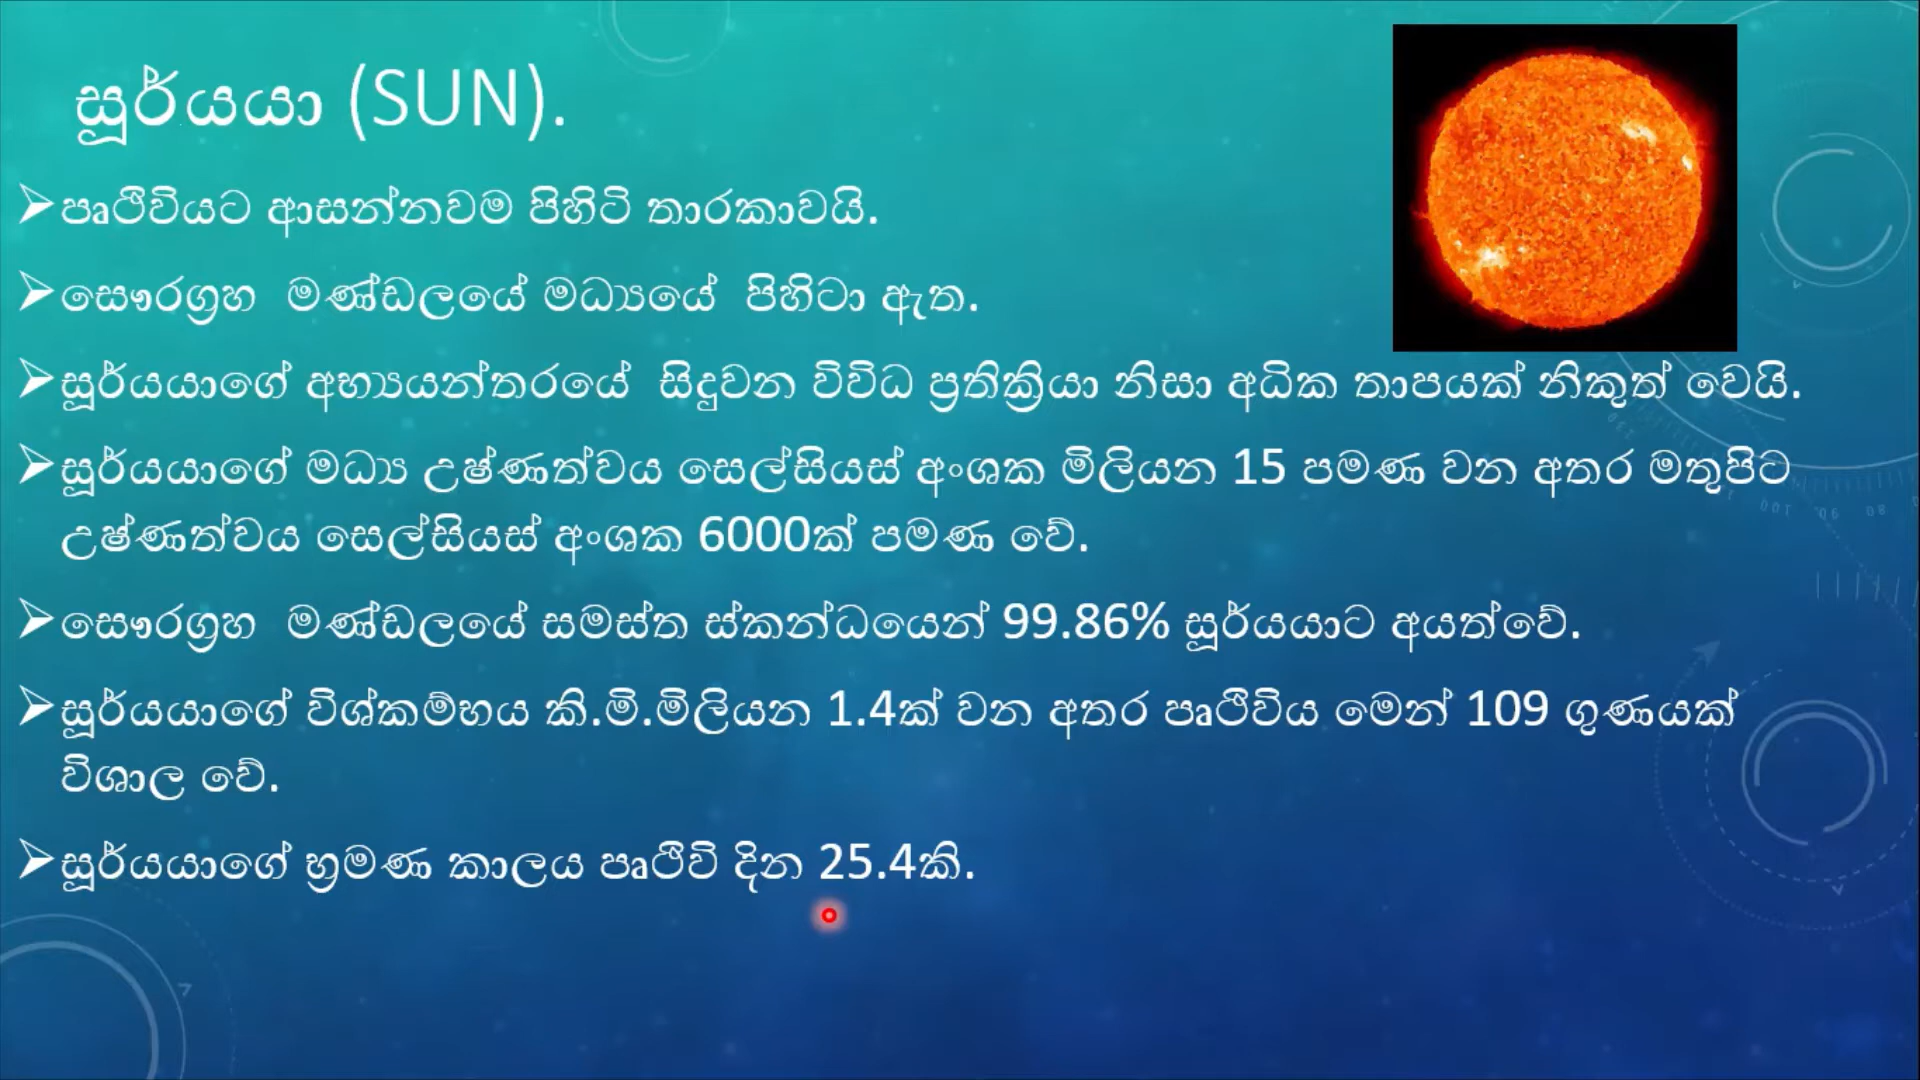 සූර්යයා (SUN).
➢පෘථිවියට ආසන්නවම පිහිටි තාරකාවයි.
➢සෞරග්‍රහ මණ්ඩලයේ මධ්‍යයේ පිහිටා ඇත.
➢සූර්යයාගේ අභ්‍යයන්තරයේ සිදුවන විවිධ ප්‍රතික්‍රියා නිසා අධික තාපයක් නිකුත් වෙයි.
➢සූර්යයාගේ මධ්‍ය උෂ්ණත්වය සෙල්සියස් අංශක මිලියන 15 පමණ වන අතර මතුපිට
උෂ්ණත්වය සෙල්සියස් අංශක 6000ක් පමණ වේ.
➢සෞරග්‍රහ මණ්ඩලයේ සමස්ත ස්කන්ධයෙන් 99.86% සූර්යයාට අයත්වේ.
➢සූර්යයාගේ විශ්කම්භය කි.මි.මිලියන 1.4ක් වන අතර පෘථිවිය මෙන් 109 ගුණයක්
විශාල වේ.
➢සූර්යයාගේ භ්‍රමණ කාලය පෘථිවි දින 25.4කි.